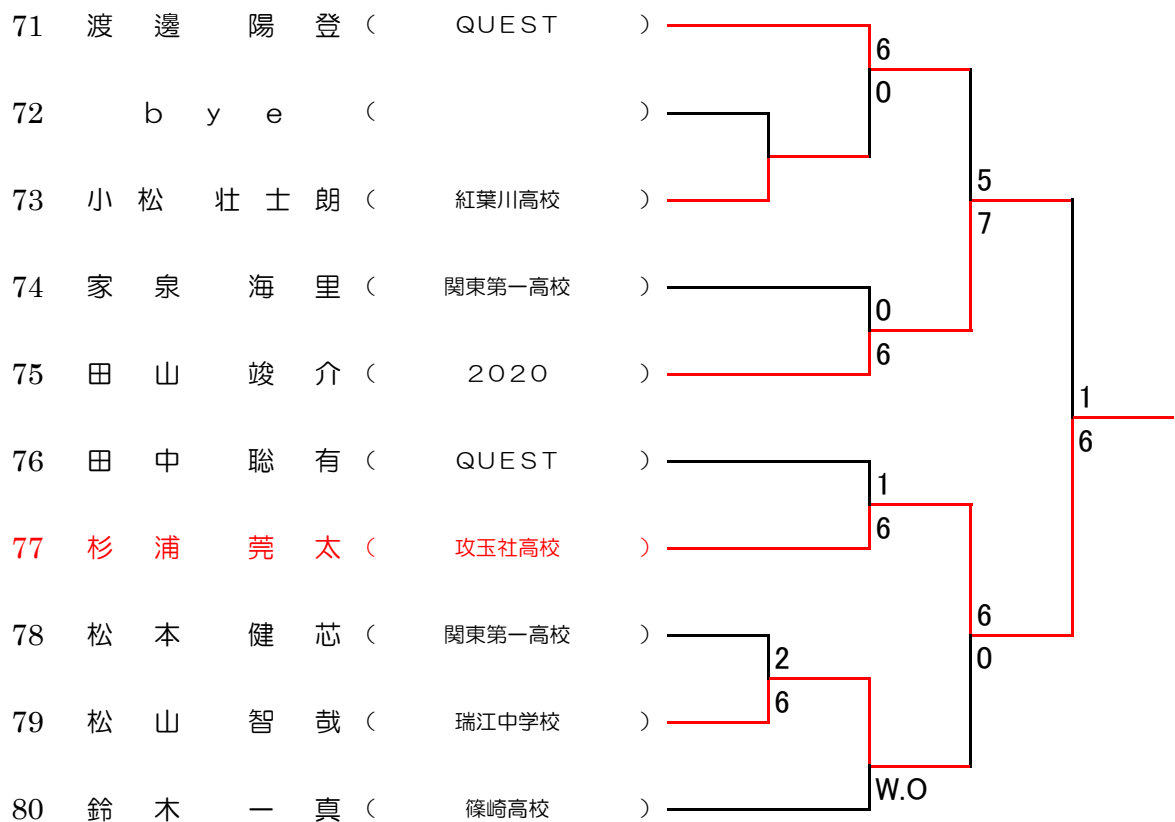 71 渡邊 陽登 ( QUEST )
6
0
72 bye ( )
73 小松 壮士朗 ( 紅葉川高校 )
5
7
74 家泉 海里 ( 関東第一高校 )
0
6
75 田山 竣介 ( 2020 )
1
6
76 田中 聡有 ( QUEST )
1
6
77 杉浦 莞太 ( 攻玉社高校 )
78 松本 健芯 ( 関東第一高校 )
6
0
2
6
79 松山 智哉 ( 瑞江中学校 )
W.O
80 鈴木 一真 ( 篠崎高校 )